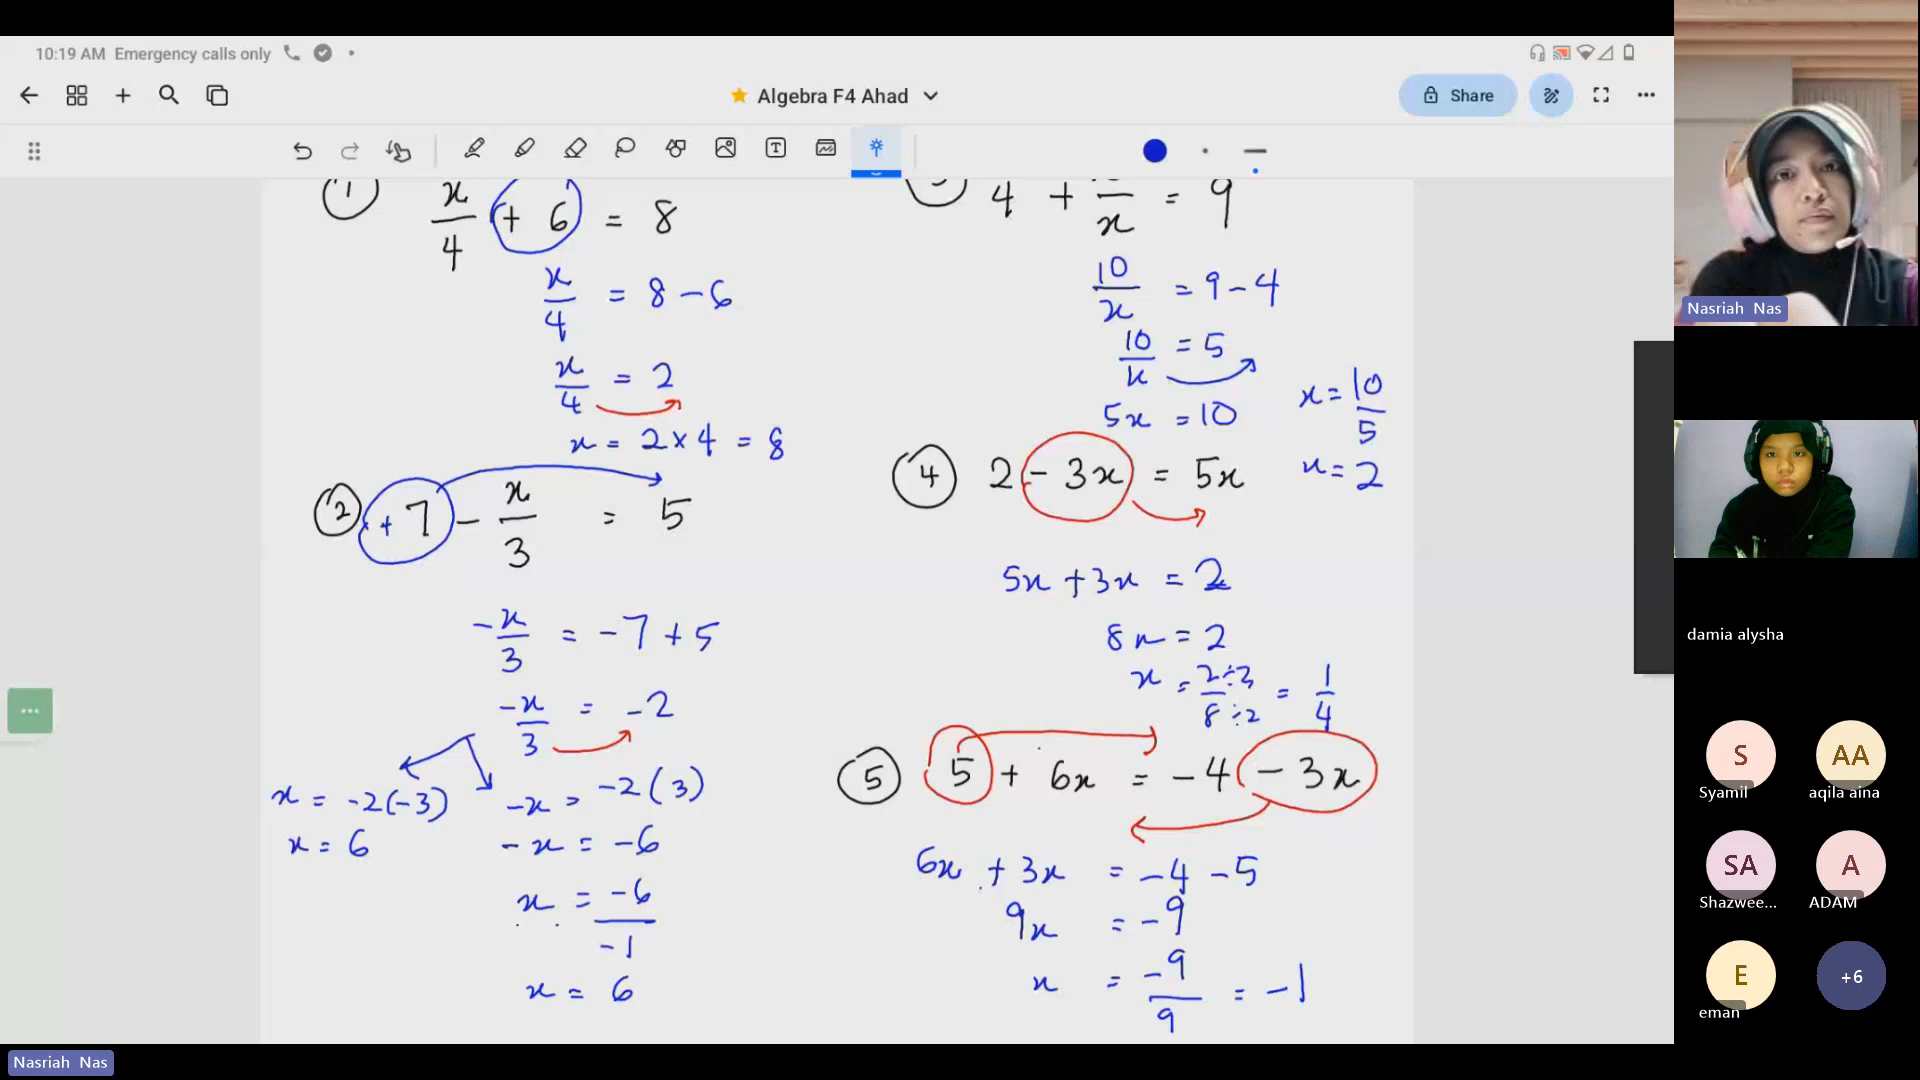 10:19 AM Emergency calls only
Algebra F4 Ahad
Share
① x/4 + 6 = 8
x/4 = 8 - 6
x/4 = 2
x = 2 × 4 = 8
② +7 - x/3 = 5
-x/3 = -7 + 5
-x/3 = -2
x = -2(-3)
x = 6
-x = -2(3)
-x = -6
x = -6/-1
x = 6
4 + /x = 9
10/x = 9 - 4
10/x = 5
5x = 10
x = 10/5
x = 2
④ 2 - 3x = 5x
5x + 3x = 2
8x = 2
x = 2÷2/8÷2 = 1/4
⑤ 5 + 6x = -4 - 3x
6x + 3x = -4 - 5
9x = -9
x = -9/9 = -1
Nasriah Nas
damia alysha
S
Syamil
AA
aqila aina
SA
Shazwee...
A
ADAM
E
eman
+6
Nasriah Nas